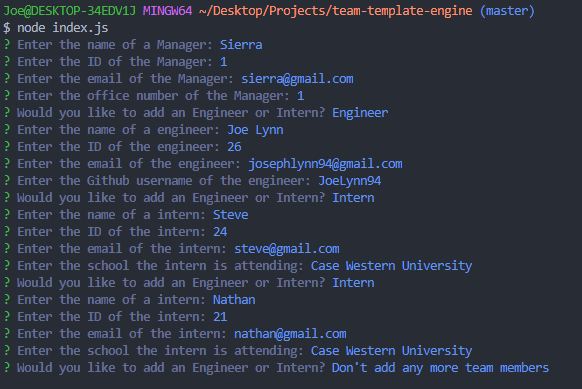 Joe@DESKTOP-34EDV1J MINGW64 ~/Desktop/Projects/team-template-engine (master)
$ node index.js
? Enter the name of a Manager: Sierra
? Enter the ID of the Manager: 1
? Enter the email of the Manager: sierra@gmail.com
? Enter the office number of the Manager: 1
? Would you like to add an Engineer or Intern? Engineer
? Enter the name of a engineer: Joe Lynn
? Enter the ID of the engineer: 26
? Enter the email of the engineer: josephlynn94@gmail.com
? Enter the Github username of the engineer: JoeLynn94
? Would you like to add an Engineer or Intern? Intern
? Enter the name of a intern: Steve
? Enter the ID of the intern: 24
? Enter the email of the intern: steve@gmail.com
? Enter the school the intern is attending: Case Western University
? Would you like to add an Engineer or Intern? Intern
? Enter the name of a intern: Nathan
? Enter the ID of the intern: 21
? Enter the email of the intern: nathan@gmail.com
? Enter the school the intern is attending: Case Western University
? Would you like to add an Engineer or Intern? Don't add any more team members